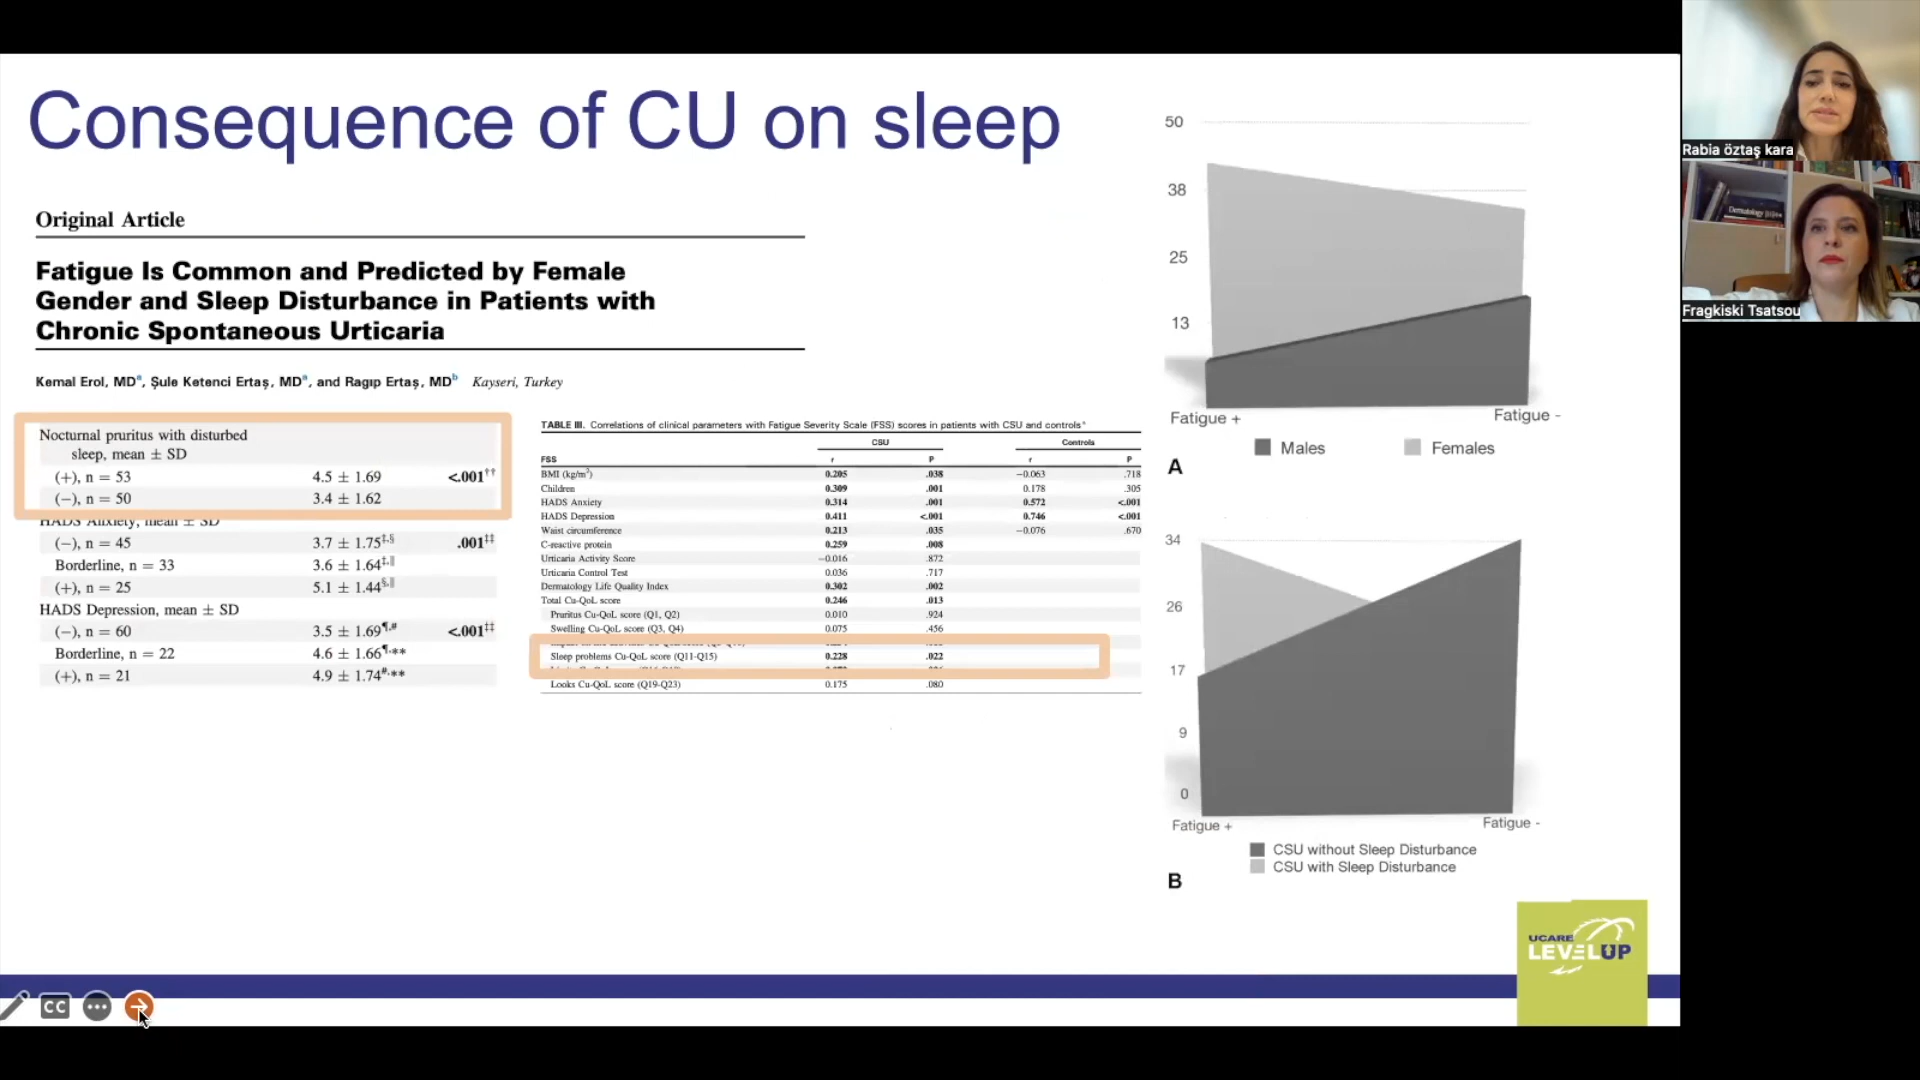 Consequence of CU on sleep
Original Article
Fatigue Is Common and Predicted by Female
Gender and Sleep Disturbance in Patients with
Chronic Spontaneous Urticaria
Kemal Erol, MDa, Şule Ketenci Ertaş, MDa, and Ragıp Ertaş, MDb Kayseri, Turkey
Nocturnal pruritus with disturbed
sleep, mean ± SD
(+), n = 53 4.5 ± 1.69 <.001††
(−), n = 50 3.4 ± 1.62
HADS Anxiety, mean ± SD
(−), n = 45 3.7 ± 1.75‡,§ .001‡‡
Borderline, n = 33 3.6 ± 1.64‡,||
(+), n = 25 5.1 ± 1.44§,||
HADS Depression, mean ± SD
(−), n = 60 3.5 ± 1.69¶,# <.001‡‡
Borderline, n = 22 4.6 ± 1.66¶,**
(+), n = 21 4.9 ± 1.74#,**
TABLE III. Correlations of clinical parameters with Fatigue Severity Scale (FSS) scores in patients with CSU and controls*
CSU Controls
FSS r P r P
BMI (kg/m2) 0.205 .038 −0.063 .718
Children 0.309 .001 0.178 .305
HADS Anxiety 0.314 .001 0.572 <.001
HADS Depression 0.411 <.001 0.746 <.001
Waist circumference 0.213 .035 −0.076 .670
C-reactive protein 0.259 .008
Urticaria Activity Score −0.016 .872
Urticaria Control Test 0.036 .717
Dermatology Life Quality Index 0.302 .002
Total Cu-QoL score 0.246 .013
Pruritus Cu-QoL score (Q1, Q2) 0.010 .924
Swelling Cu-QoL score (Q3, Q4) 0.075 .456
Sleep problems Cu-QoL score (Q11-Q15) 0.228 .022
Looks Cu-QoL score (Q19-Q23) 0.175 .080
50
38
25
13
Fatigue + Fatigue -
Males Females
A
34
26
17
9
0
Fatigue + Fatigue -
CSU without Sleep Disturbance
CSU with Sleep Disturbance
B
UCARE
LEVEL UP
CC
Rabia öztaş kara
Dermatology
Fragkiski Tsatsou